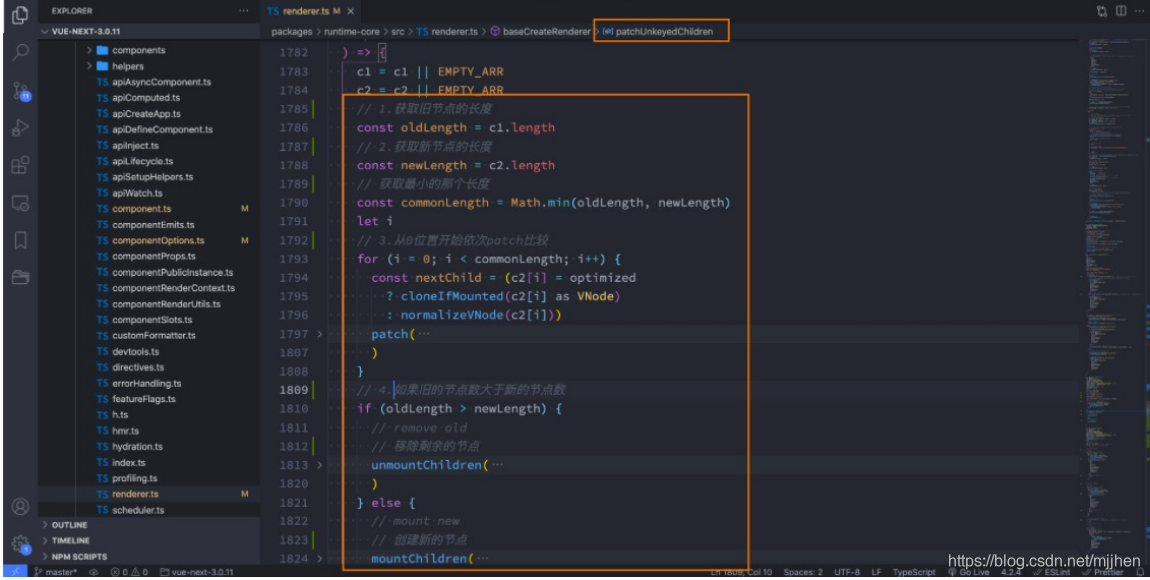 EXPLORER ···
VUE-NEXT-3.0.11
components
helpers
TS apiAsyncComponent.ts
TS apiComputed.ts
TS apiCreateApp.ts
TS apiDefineComponent.ts
TS apiInject.ts
TS apiLifecycle.ts
TS apiSetupHelpers.ts
TS apiWatch.ts
TS component.ts M
TS componentEmits.ts
TS componentOptions.ts M
TS componentProps.ts
TS componentPublicInstance.ts
TS componentRenderContext.ts
TS componentRenderUtils.ts
TS componentSlots.ts
TS customFormatter.ts
TS devtools.ts
TS directives.ts
TS errorHandling.ts
TS featureFlags.ts
TS h.ts
TS hmr.ts
TS hydration.ts
TS index.ts
TS profiling.ts
TS renderer.ts M
TS scheduler.ts
OUTLINE
TIMELINE
NPM SCRIPTS
TS renderer.ts M ×
packages > runtime-core > src > TS renderer.ts > baseCreateRenderer > patchUnkeyedChildren
1782 ) => {
1783 c1 = c1 || EMPTY_ARR
1784 c2 = c2 || EMPTY_ARR
1785 // 1.获取旧节点的长度
1786 const oldLength = c1.length
1787 // 2.获取新节点的长度
1788 const newLength = c2.length
1789 // 获取最小的那个长度
1790 const commonLength = Math.min(oldLength, newLength)
1791 let i
1792 // 3.从0位置开始依次patch比较
1793 for (i = 0; i < commonLength; i++) {
1794 const nextChild = (c2[i] = optimized
1795 ? cloneIfMounted(c2[i] as VNode)
1796 : normalizeVNode(c2[i]))
1797 > patch(···
1807 )
1808 }
1809 // 4.如果旧的节点数大于新的节点数
1810 if (oldLength > newLength) {
1811 // remove old
1812 // 移除剩余的节点
1813 > unmountChildren(···
1820 )
1821 } else {
1822 // mount new
1823 // 创建新的节点
1824 > mountChildren(···
master* 0 0 vue-next-3.0.11
Ln 1809, Col 10 Spaces: 2 UTF-8 LF TypeScript Go Live 4.2.4 ESLint Prettier
https://blog.csdn.net/mjjhen